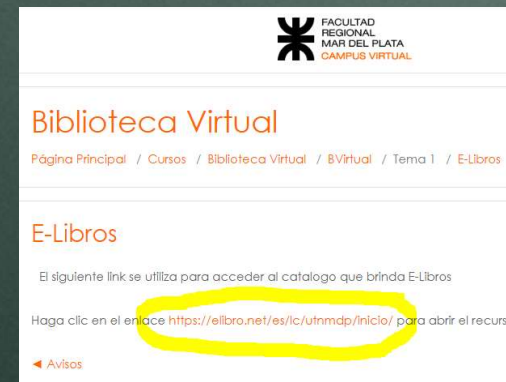 FACULTAD
REGIONAL
MAR DEL PLATA
CAMPUS VIRTUAL
Biblioteca Virtual
Página Principal / Cursos / Biblioteca Virtual / BVirtual / Tema 1 / E-Libros
E-Libros
El siguiente link se utiliza para acceder al catalogo que brinda E-Libros
Haga clic en el enlace https://elibro.net/es/lc/utnmdp/inicio/ para abrir el recurs
◄ Avisos